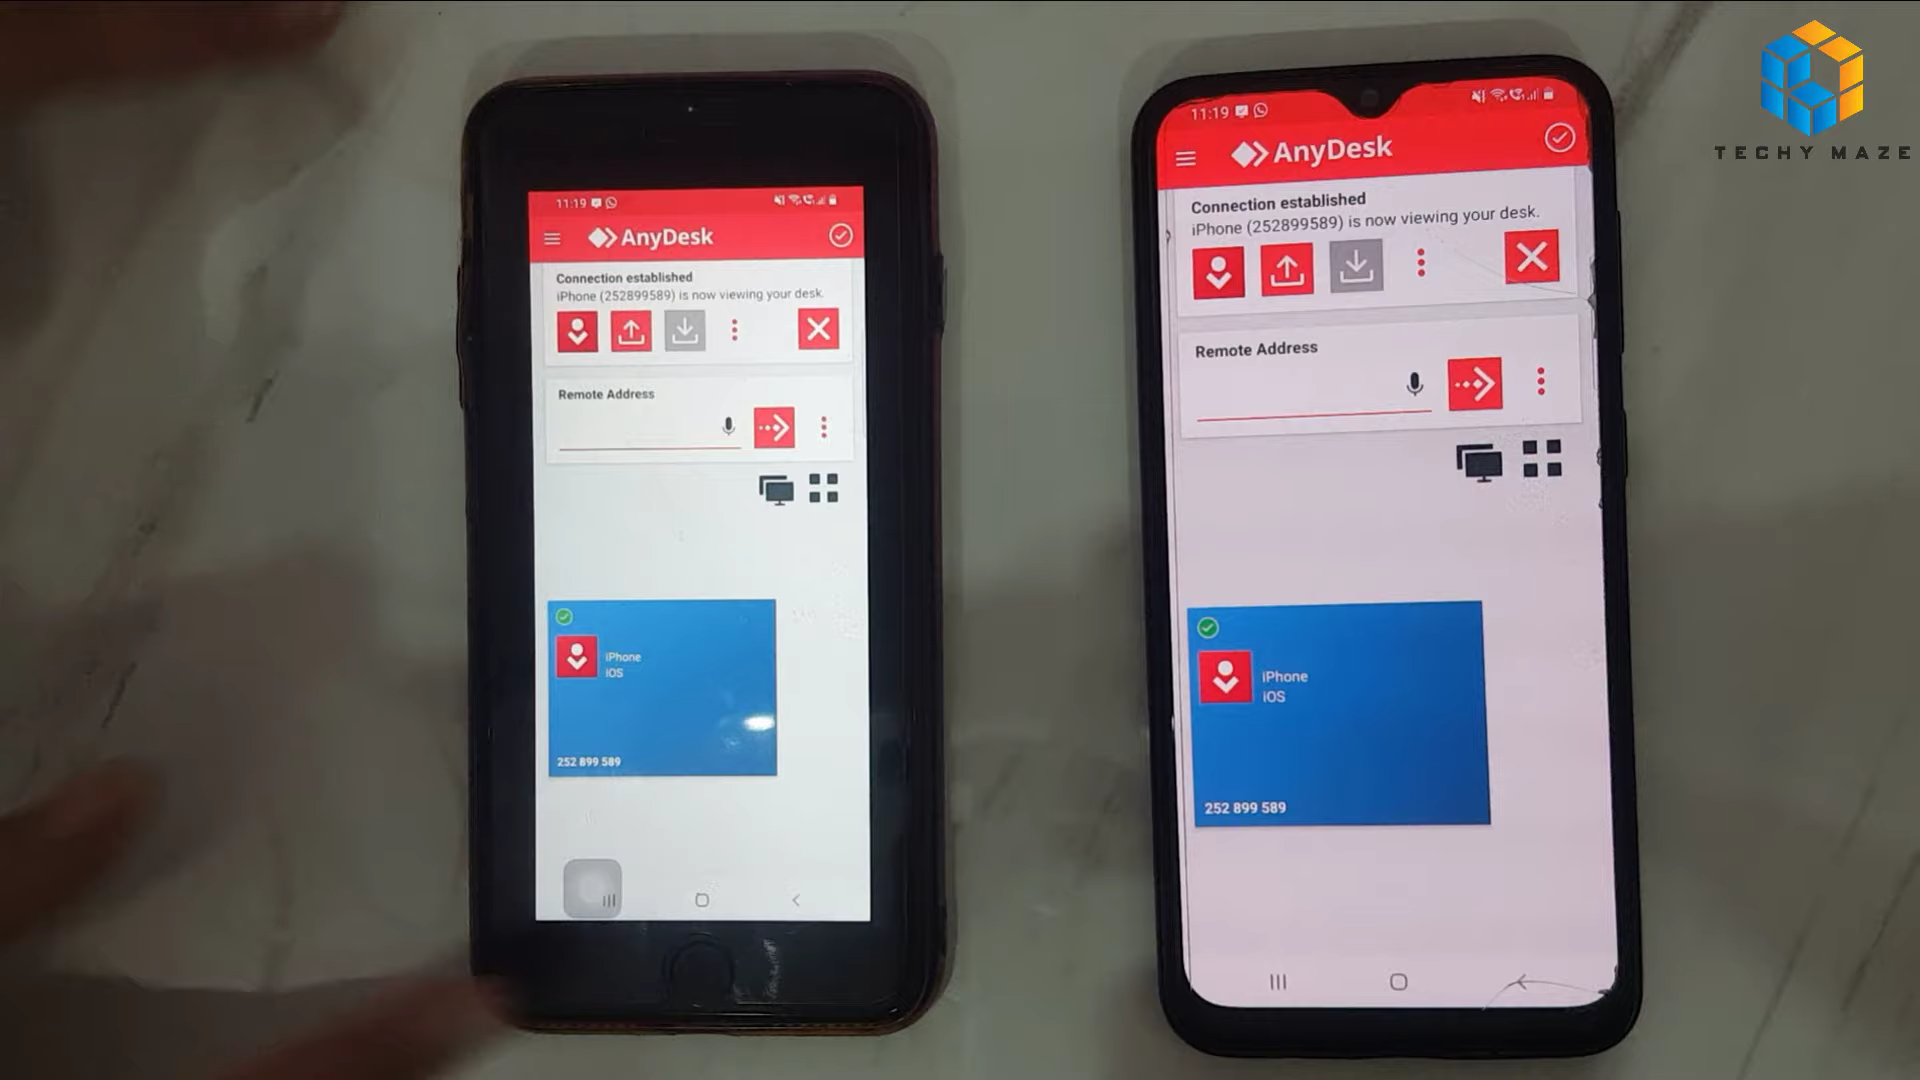 TECHY MAZE
11:19
AnyDesk
Connection established
iPhone (252899589) is now viewing your desk.
Remote Address
iPhone
iOS
252 899 589
11:19
AnyDesk
Connection established
iPhone (252899589) is now viewing your desk.
Remote Address
iPhone
iOS
252 899 589